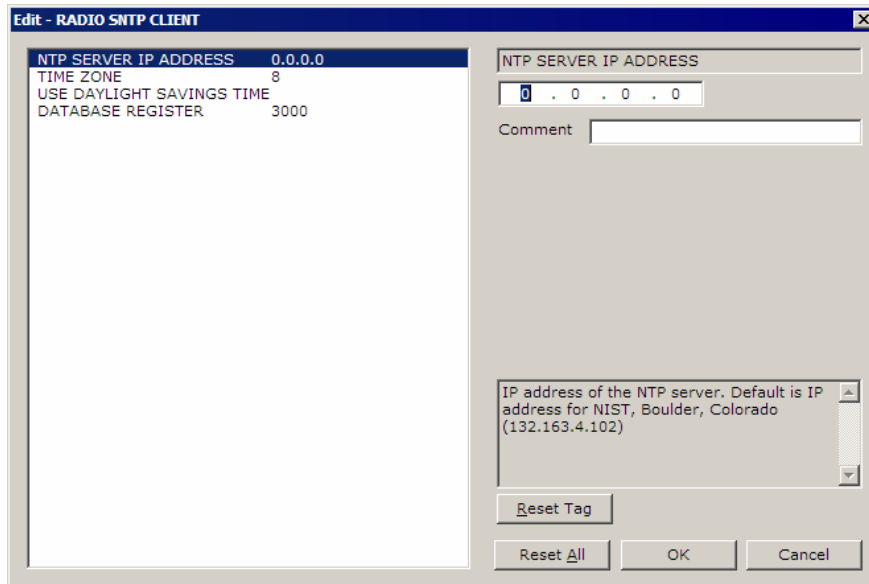 Edit - RADIO SNTP CLIENT
NTP SERVER IP ADDRESS 0.0.0.0
TIME ZONE 8
USE DAYLIGHT SAVINGS TIME
DATABASE REGISTER 3000
NTP SERVER IP ADDRESS
0 . 0 . 0 . 0
Comment
IP address of the NTP server. Default is IP
address for NIST, Boulder, Colorado
(132.163.4.102)
Reset Tag
Reset All OK Cancel